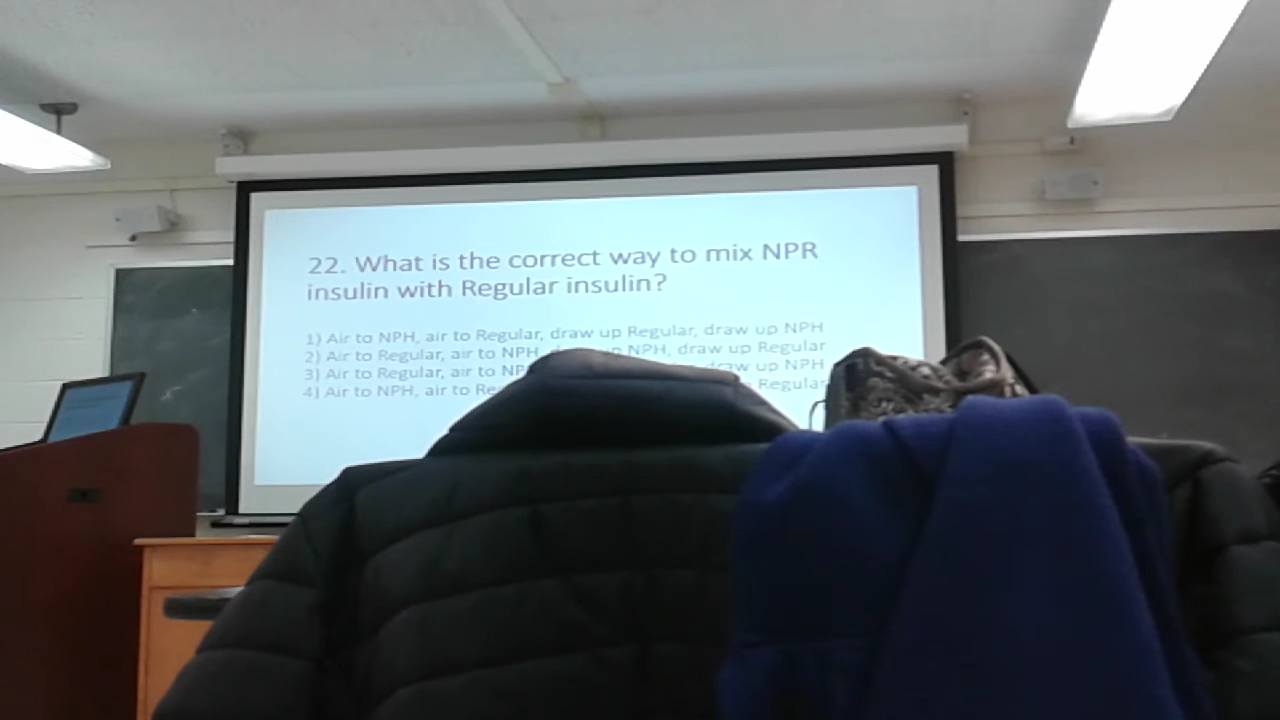 22. What is the correct way to mix NPR
insulin with Regular insulin?
1) Air to NPH, air to Regular, draw up Regular, draw up NPH
2) Air to Regular, air to NPH, NPH, draw up Regular
3) Air to Regular, air to draw up NPH
4) Air to NPH, air to Regular